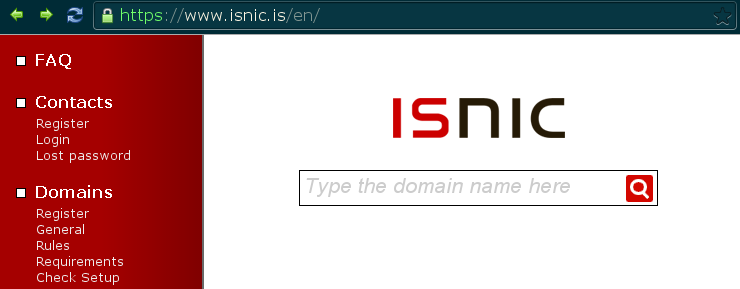 https://www.isnic.is/en/
FAQ
Contacts
Register
Login
Lost password
Domains
Register
General
Rules
Requirements
Check Setup
ISNIC
Type the domain name here